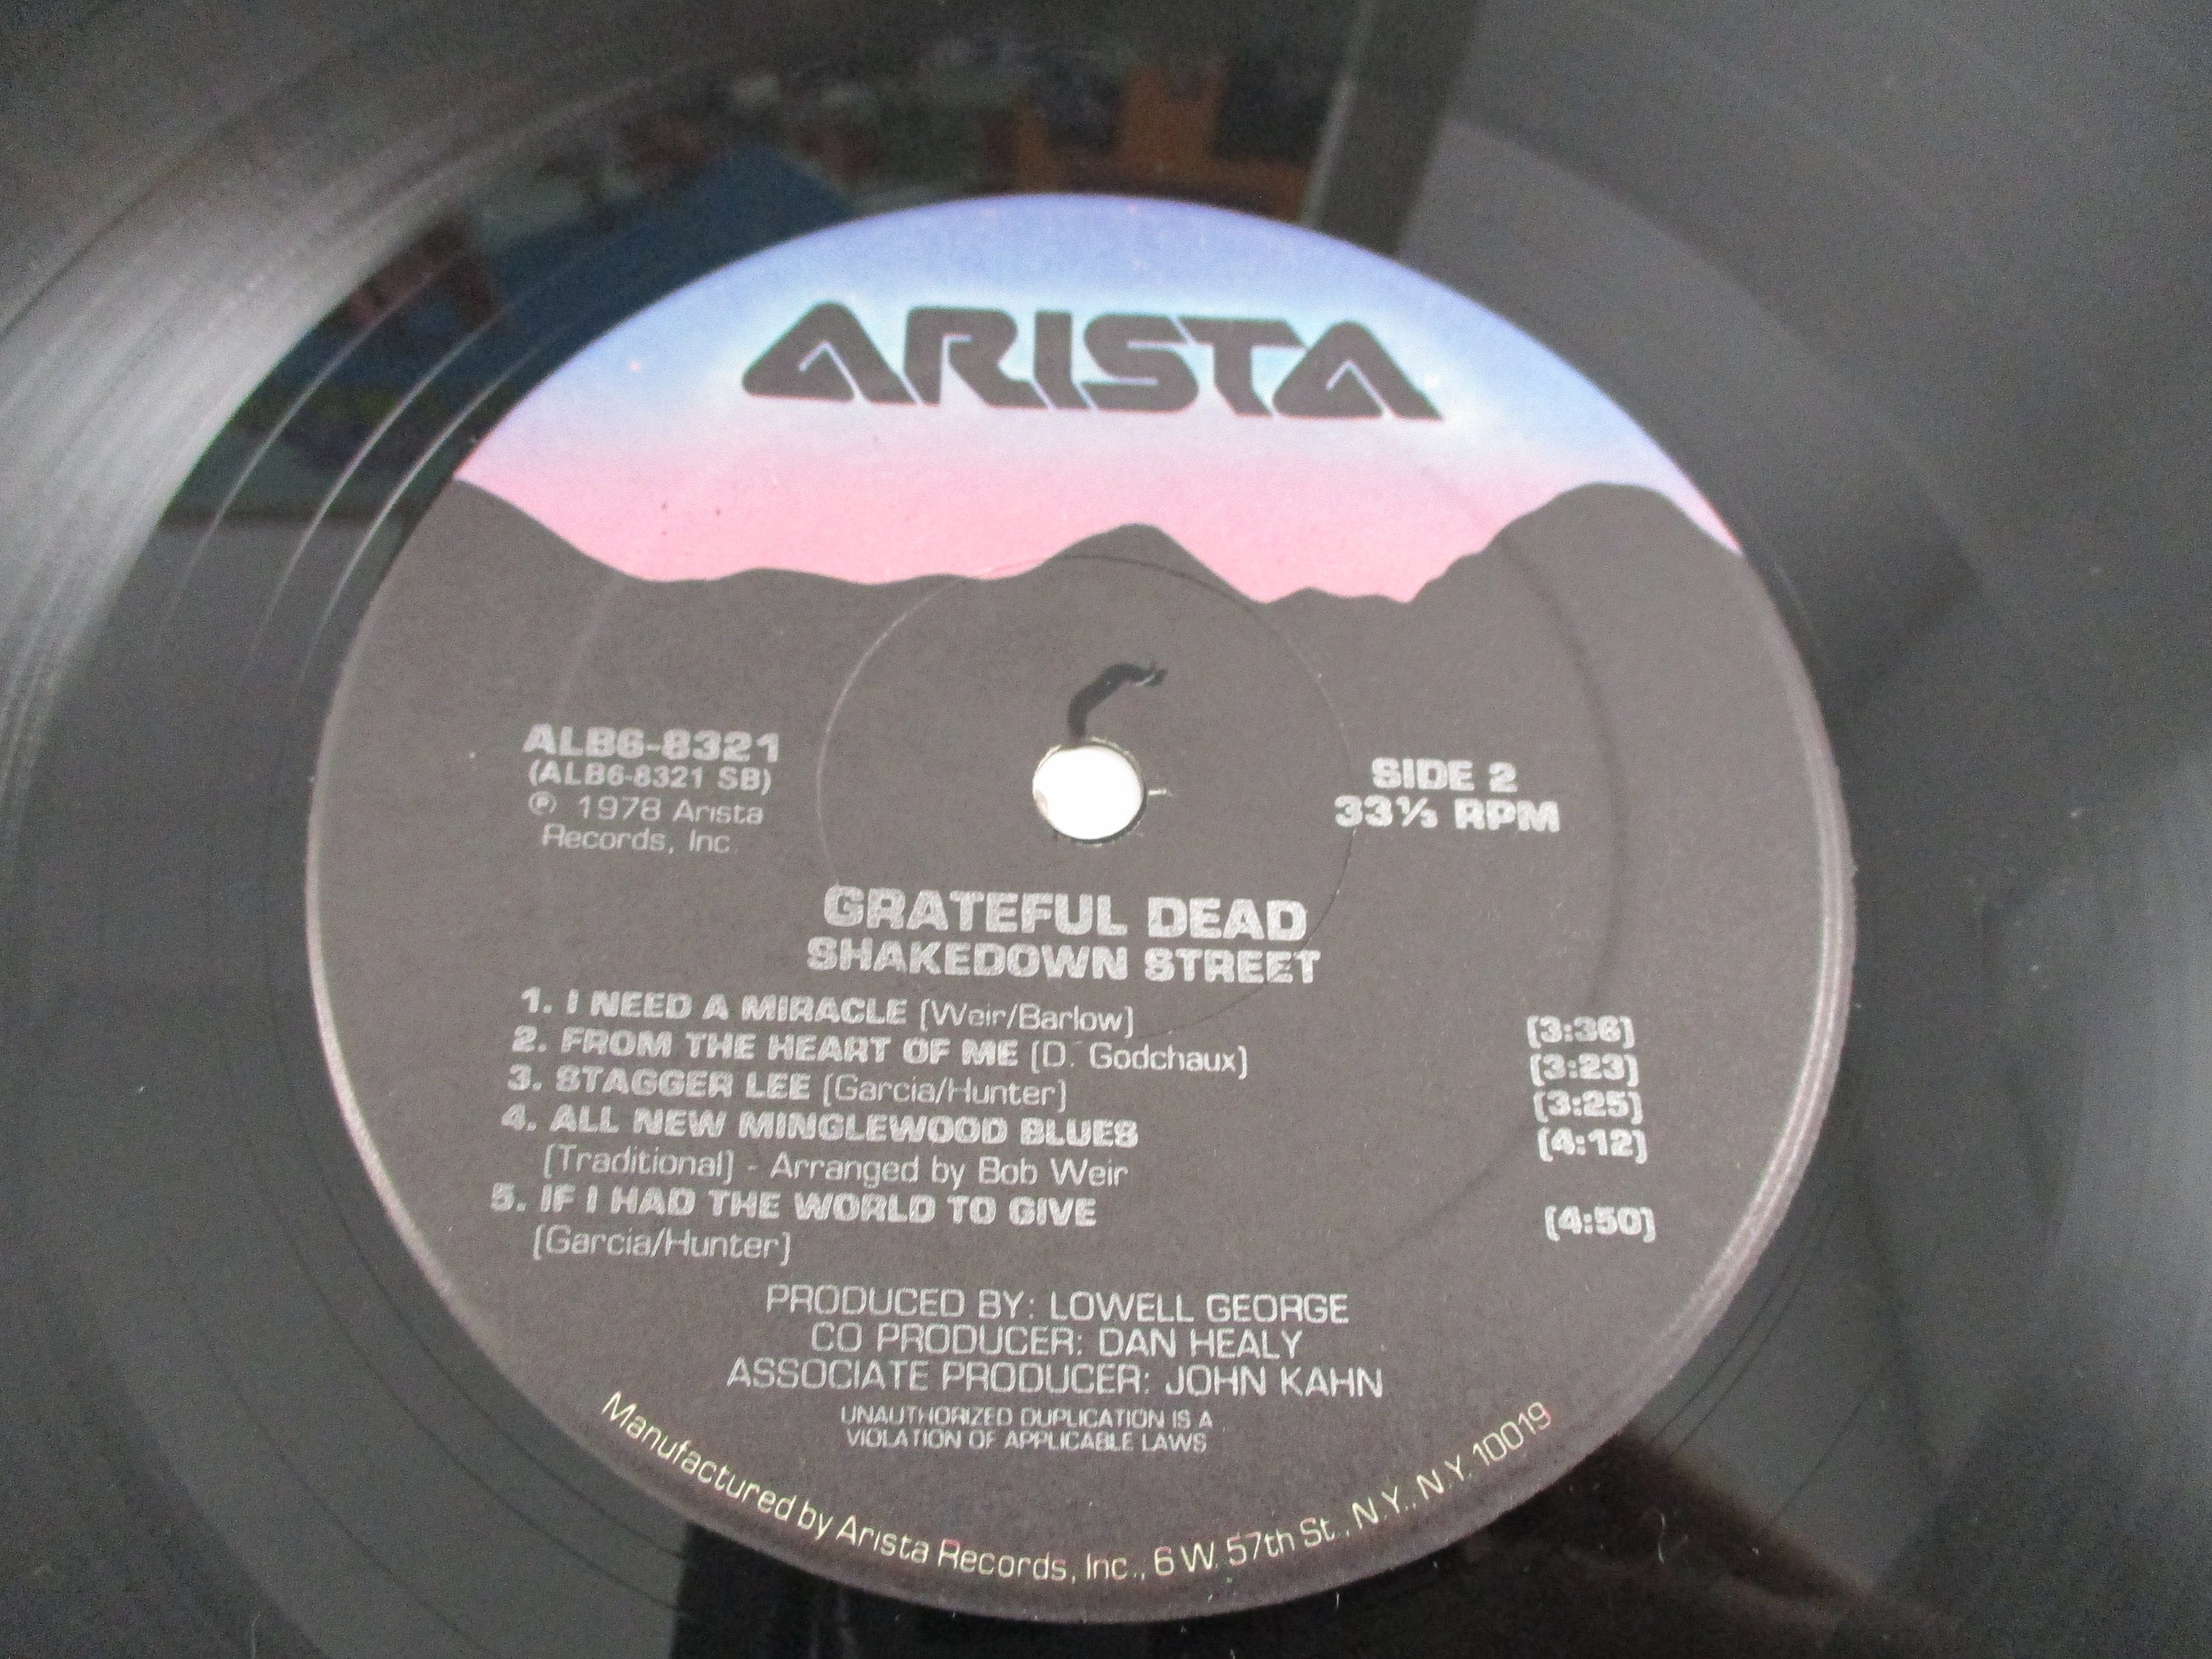 ARISTA
ALB6-8321
(ALB6-8321 SB)
℗ 1978 Arista
Records, Inc.
SIDE 2
33⅓ RPM
GRATEFUL DEAD
SHAKEDOWN STREET
1. I NEED A MIRACLE [Weir/Barlow] [3:36]
2. FROM THE HEART OF ME [D. Godchaux] [3:23]
3. STAGGER LEE [Garcia/Hunter] [3:25]
4. ALL NEW MINGLEWOOD BLUES [4:12]
[Traditional] - Arranged by Bob Weir
5. IF I HAD THE WORLD TO GIVE [4:50]
[Garcia/Hunter]
PRODUCED BY: LOWELL GEORGE
CO PRODUCER: DAN HEALY
ASSOCIATE PRODUCER: JOHN KAHN
UNAUTHORIZED DUPLICATION IS A
VIOLATION OF APPLICABLE LAWS
Manufactured by Arista Records, Inc., 6 W. 57th St., N.Y., N.Y. 10019